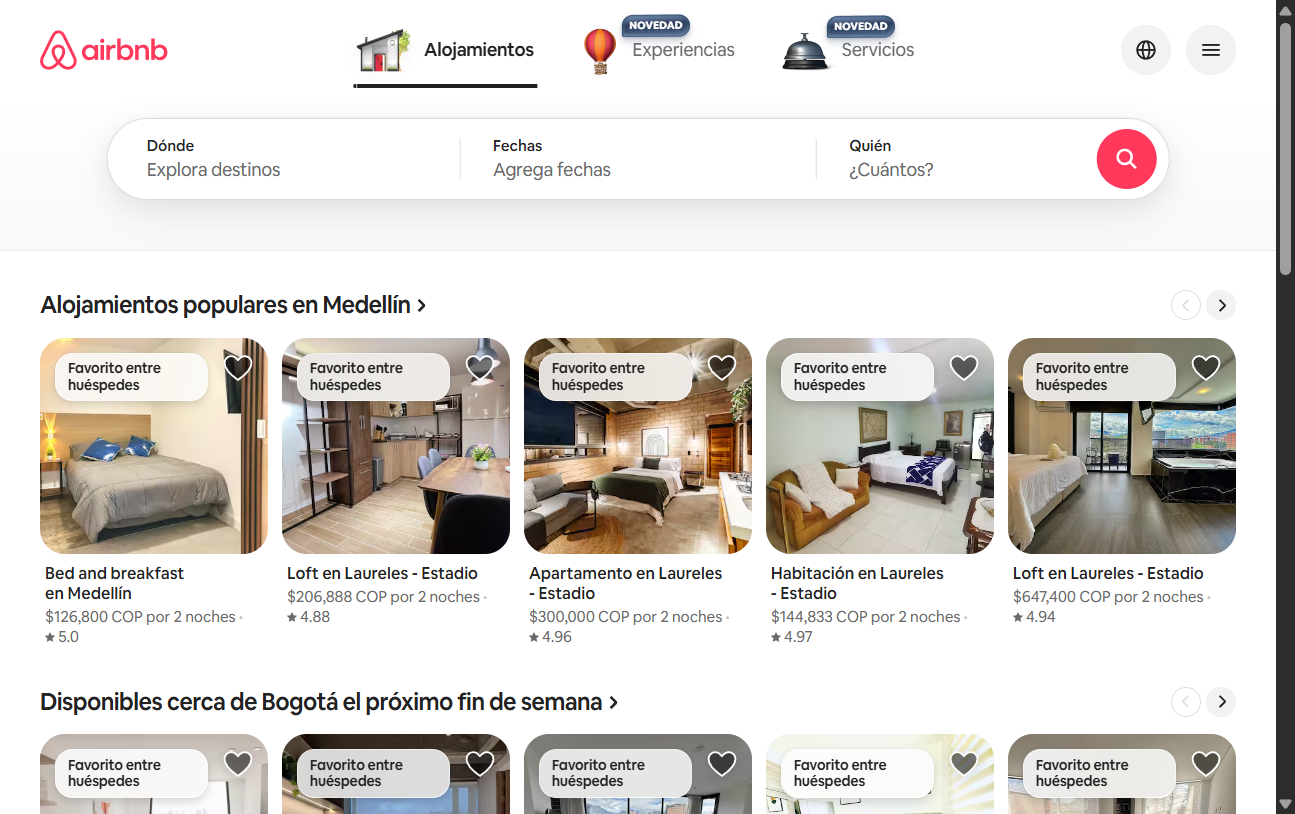 airbnb
Alojamientos
NOVEDAD
Experiencias
NOVEDAD
Servicios
Dónde
Explora destinos
Fechas
Agrega fechas
Quién
¿Cuántos?
Alojamientos populares en Medellín
Favorito entre
huéspedes
Favorito entre
huéspedes
Favorito entre
huéspedes
Favorito entre
huéspedes
Favorito entre
huéspedes
Bed and breakfast
en Medellín
$126,800 COP por 2 noches ·
★ 5.0
Loft en Laureles - Estadio
$206,888 COP por 2 noches ·
★ 4.88
Apartamento en Laureles
- Estadio
$300,000 COP por 2 noches ·
★ 4.96
Habitación en Laureles
- Estadio
$144,833 COP por 2 noches ·
★ 4.97
Loft en Laureles - Estadio
$647,400 COP por 2 noches ·
★ 4.94
Disponibles cerca de Bogotá el próximo fin de semana
Favorito entre
huéspedes
Favorito entre
huéspedes
Favorito entre
huéspedes
Favorito entre
huéspedes
Favorito entre
huéspedes